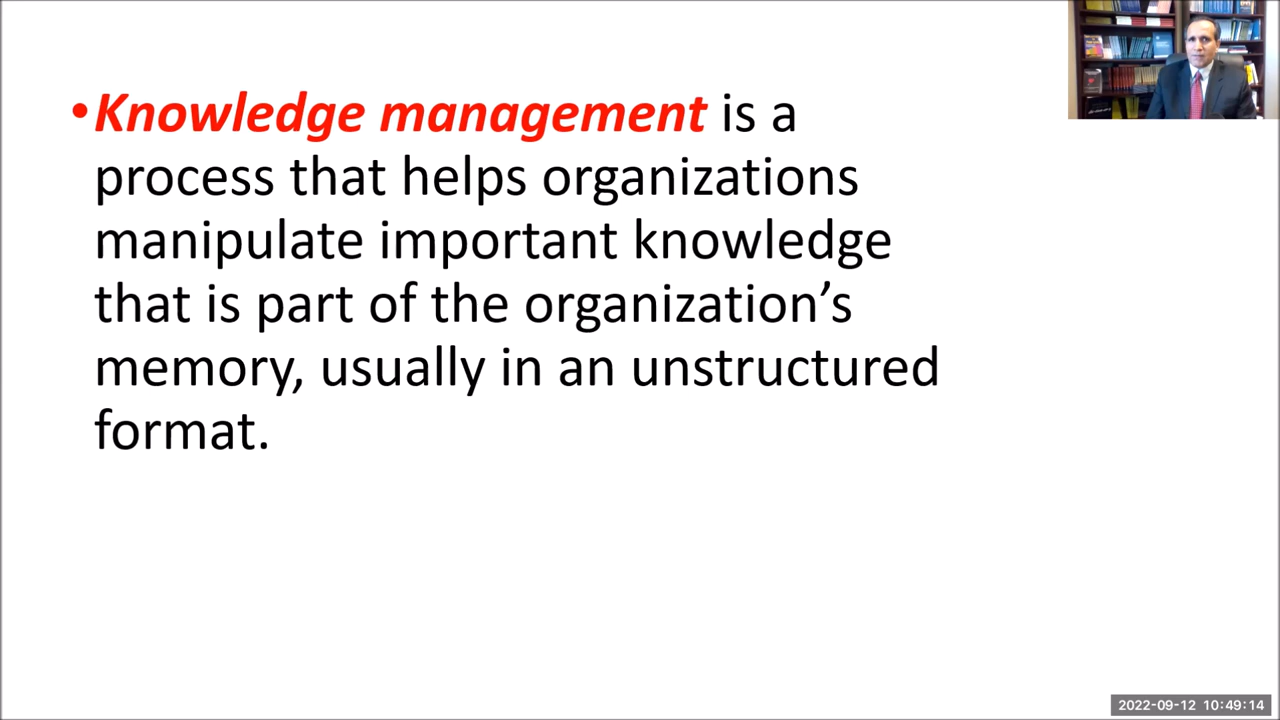 •Knowledge management is a
process that helps organizations
manipulate important knowledge
that is part of the organization’s
memory, usually in an unstructured
format.
2022-09-12 10:49:14